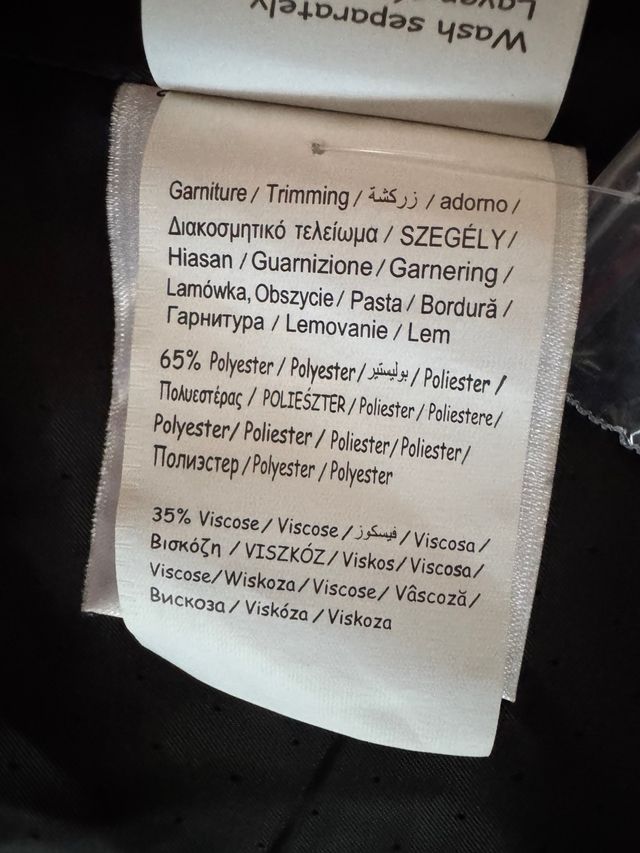 Wash separately
Garniture / Trimming / زركشة / adorno /
Διακοσμητικό τελείωμα / SZEGÉLY /
Hiasan / Guarnizione / Garnering /
Lamówka, Obszycie / Pasta / Bordură /
Гарнитура / Lemovanie / Lem
65% Polyester / Polyester / بوليستير / Poliester /
Πολυεστέρας / POLIEŚZTER / Poliester / Poliestere /
Polyester / Poliester / Poliester / Poliester /
Полиэстер / Polyester / Polyester
35% Viscose / Viscose / فيسكوز / Viscosa /
Βισκόζη / VISZKÓZ / Viskos / Viscosa /
Viscose / Wiskoza / Viscose / Vâscoză /
Вискоза / Viskóza / Viskoza